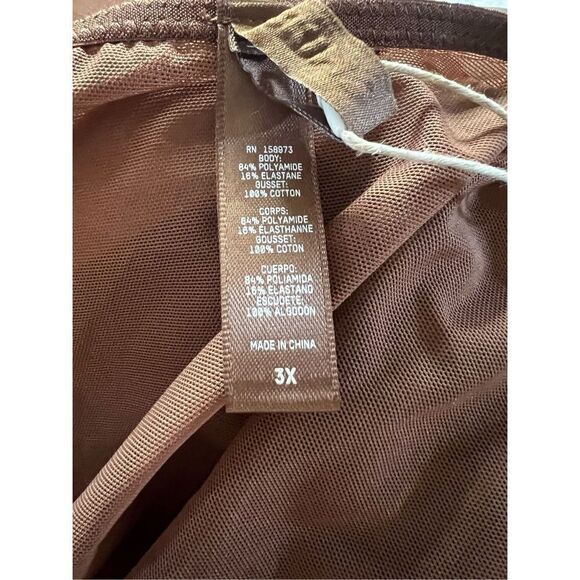 RN 158973
BODY:
84% POLYAMIDE
16% ELASTANE
GUSSET:
100% COTTON
CORPS:
84% POLYAMIDE
16% ÉLASTHANNE
GOUSSET:
100% COTON
CUERPO:
84% POLIAMIDA
16% ELASTANO
ESCUDETE:
100% ALGODON
MADE IN CHINA
3X